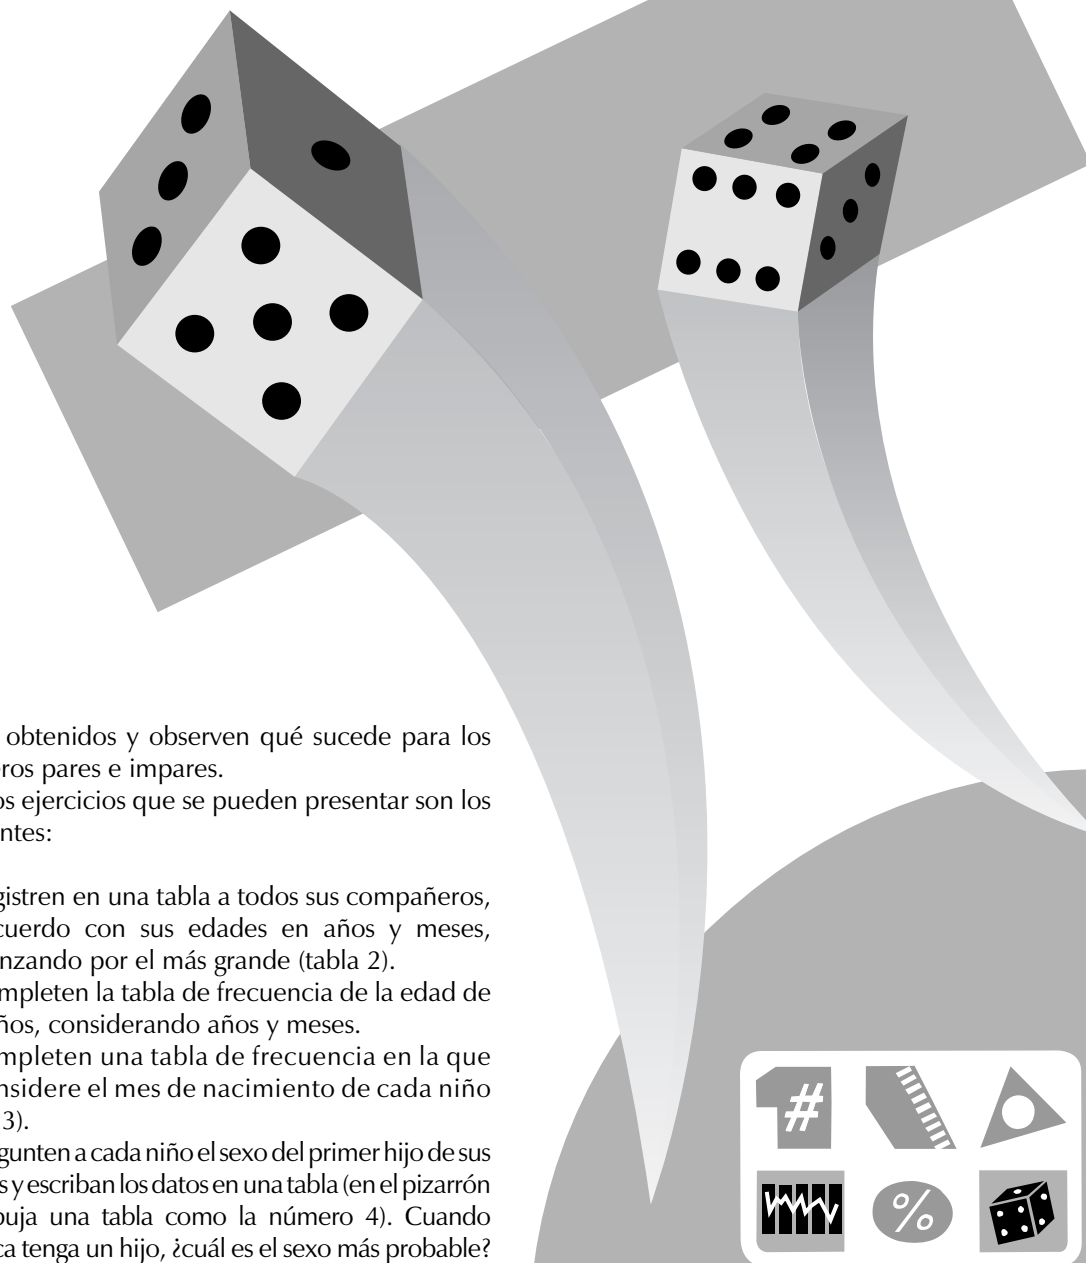 obtenidos y observen qué sucede para los
ros pares e impares.
os ejercicios que se pueden presentar son los
ntes:
gistren en una tabla a todos sus compañeros,
cuerdo con sus edades en años y meses,
nzando por el más grande (tabla 2).
mpleten la tabla de frecuencia de la edad de
ños, considerando años y meses.
mpleten una tabla de frecuencia en la que
nsidere el mes de nacimiento de cada niño
3).
gunten a cada niño el sexo del primer hijo de sus
s y escriban los datos en una tabla (en el pizarrón
buja una tabla como la número 4). Cuando
ca tenga un hijo, ¿cuál es el sexo más probable?
#
%